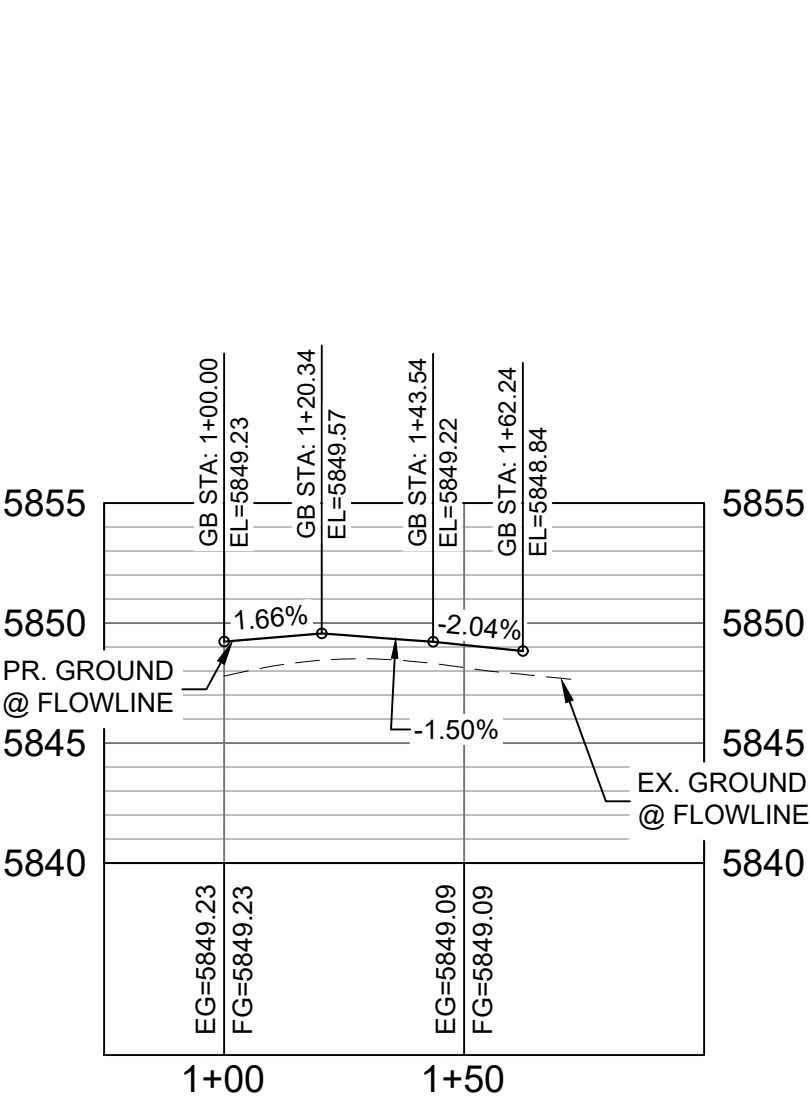 GB STA: 1+00.00
EL=5849.23
GB STA: 1+20.34
EL=5849.57
GB STA: 1+43.54
EL=5849.22
GB STA: 1+62.24
EL=5848.84
5855
5855
1.66%
-2.04%
5850
5850
PR. GROUND
@ FLOWLINE
-1.50%
5845
5845
EX. GROUND
@ FLOWLINE
5840
5840
EG=5849.23
FG=5849.23
EG=5849.09
FG=5849.09
1+00
1+50